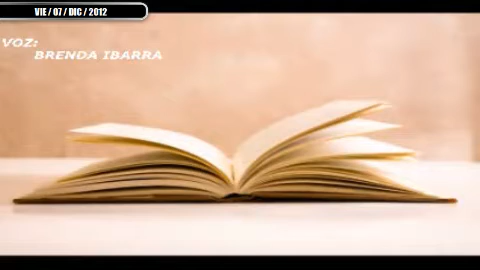 VIE / 07 / DIC / 2012
VOZ:
BRENDA IBARRA